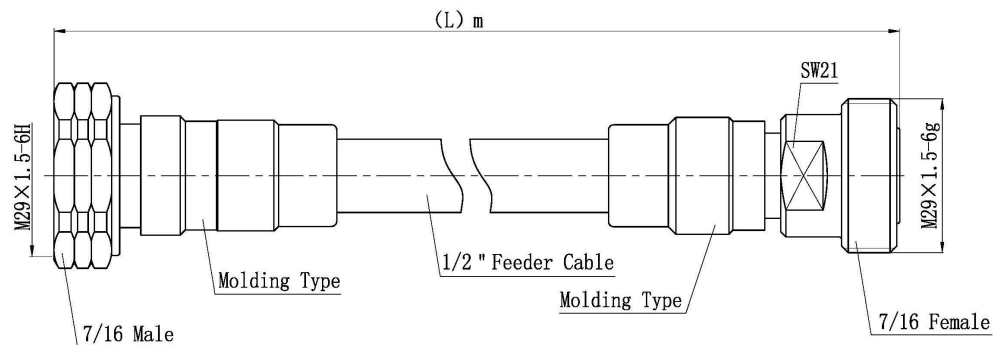 (L) m
SW21
M29×1.5-6H
M29×1.5-6g
1/2 " Feeder Cable
Molding Type
Molding Type
7/16 Female
7/16 Male